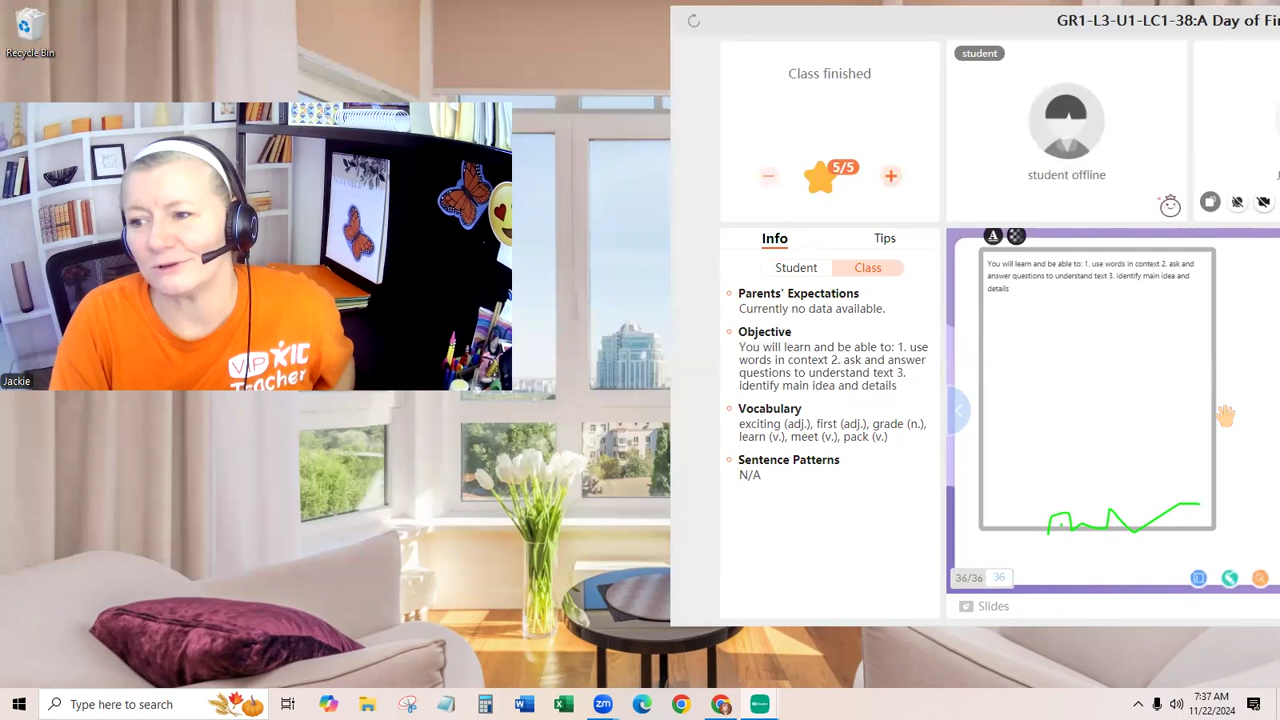 Recycle Bin
GR1-L3-U1-LC1-38:A Day of Fi
Class finished
5/5
student
student offline
J
VIPKID
Teacher
Jackie
Info
Tips
Student
Class
Parents' Expectations
Currently no data available.
Objective
You will learn and be able to: 1. use
words in context 2. ask and answer
questions to understand text 3.
identify main idea and details
Vocabulary
exciting (adj.), first (adj.), grade (n.),
learn (v.), meet (v.), pack (v.)
Sentence Patterns
N/A
A
You will learn and be able to: 1. use words in context 2. ask and
answer questions to understand text 3. identify main idea and
details
36/36
36
Slides
Type here to search
W
X
zm
7:37 AM
11/22/2024